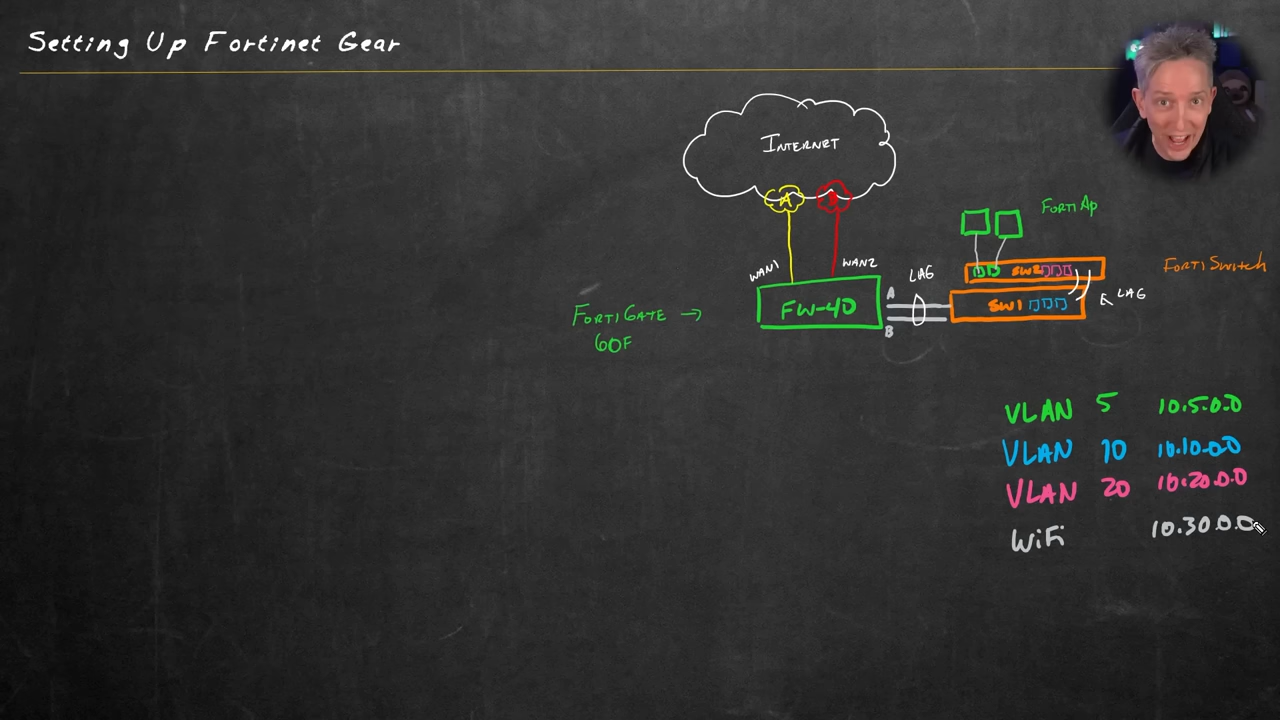 Setting Up Fortinet Gear
INTERNET
A B
WAN1 WAN2
FORTIAP
FORTISWITCH
SW2
LAG
A
FORTIGATE →
60F
FW-40
SW1
LAG
B
VLAN 5 10.5.0.0
VLAN 10 10.10.0.0
VLAN 20 10.20.0.0
WiFi 10.30.0.0